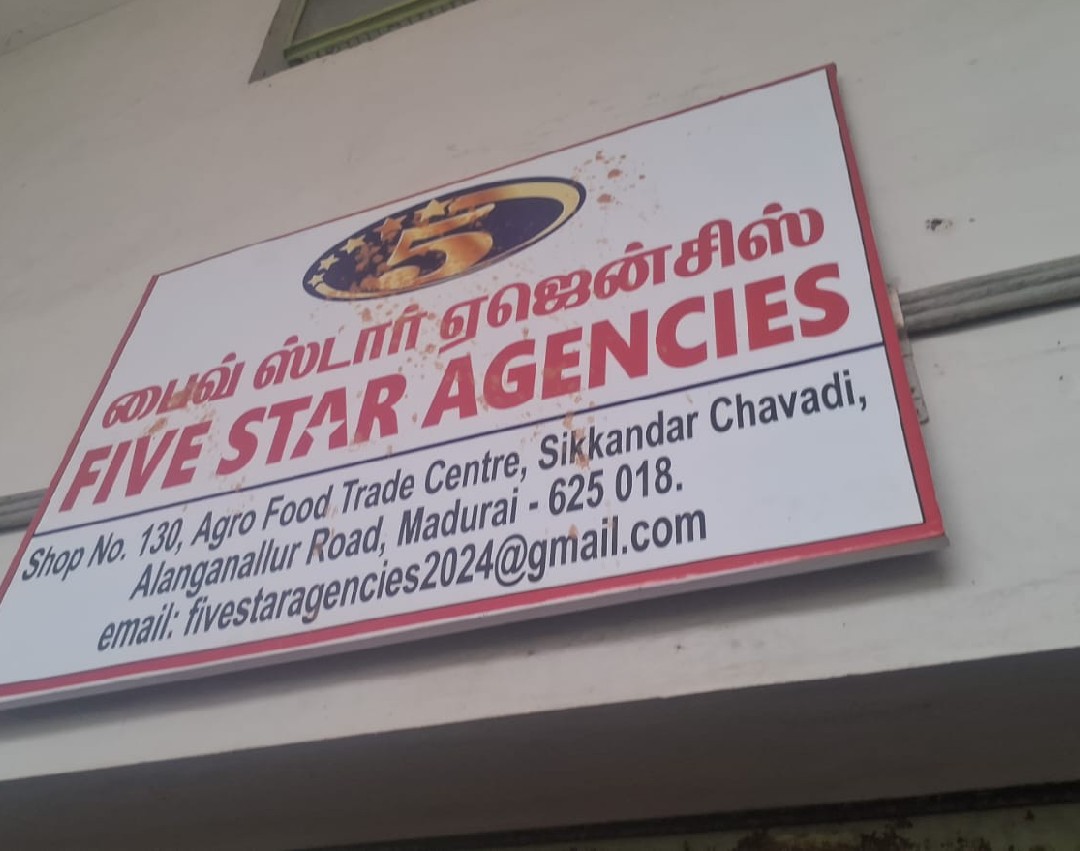 5
பைவ் ஸ்டார் ஏஜென்சிஸ்
FIVE STAR AGENCIES
Shop No. 130, Agro Food Trade Centre, Sikkandar Chavadi,
Alanganallur Road, Madurai - 625 018.
email: fivestaragencies2024@gmail.com